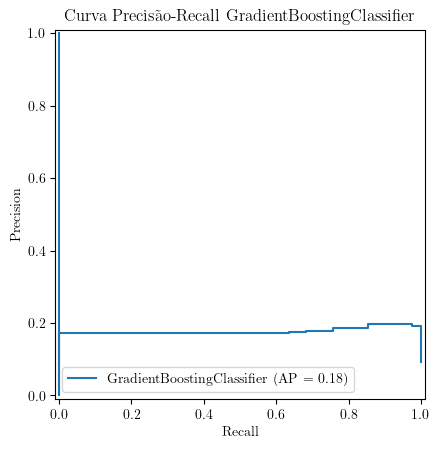 Curva Precisão-Recall GradientBoostingClassifier
1.0
0.8
0.6
0.4
0.2
0.0
Precision
GradientBoostingClassifier (AP = 0.18)
0.0 0.2 0.4 0.6 0.8 1.0
Recall